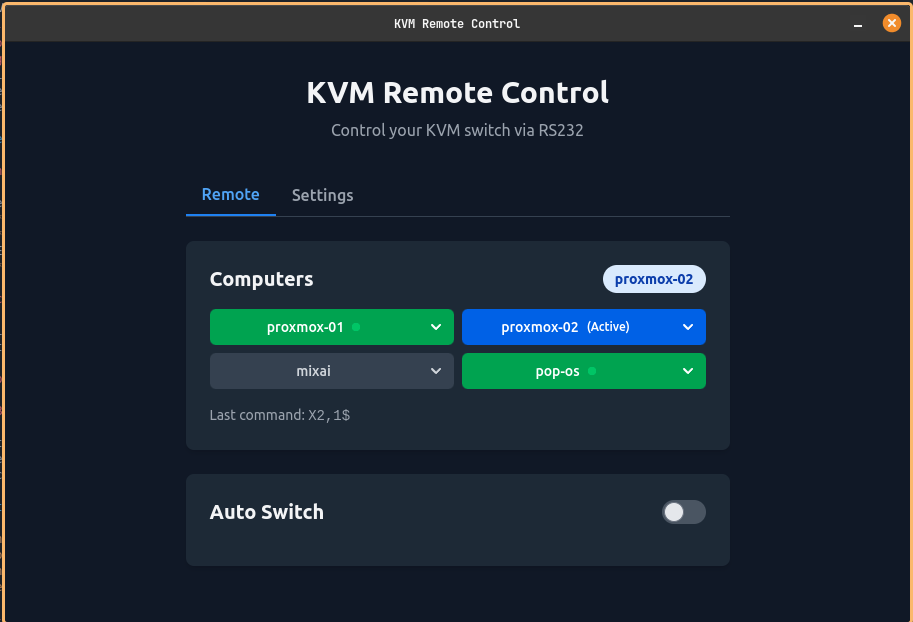 KVM Remote Control
KVM Remote Control
Control your KVM switch via RS232
Remote Settings
Computers proxmox-02
proxmox-01 proxmox-02 (Active)
mixai pop-os
Last command: X2,1$
Auto Switch